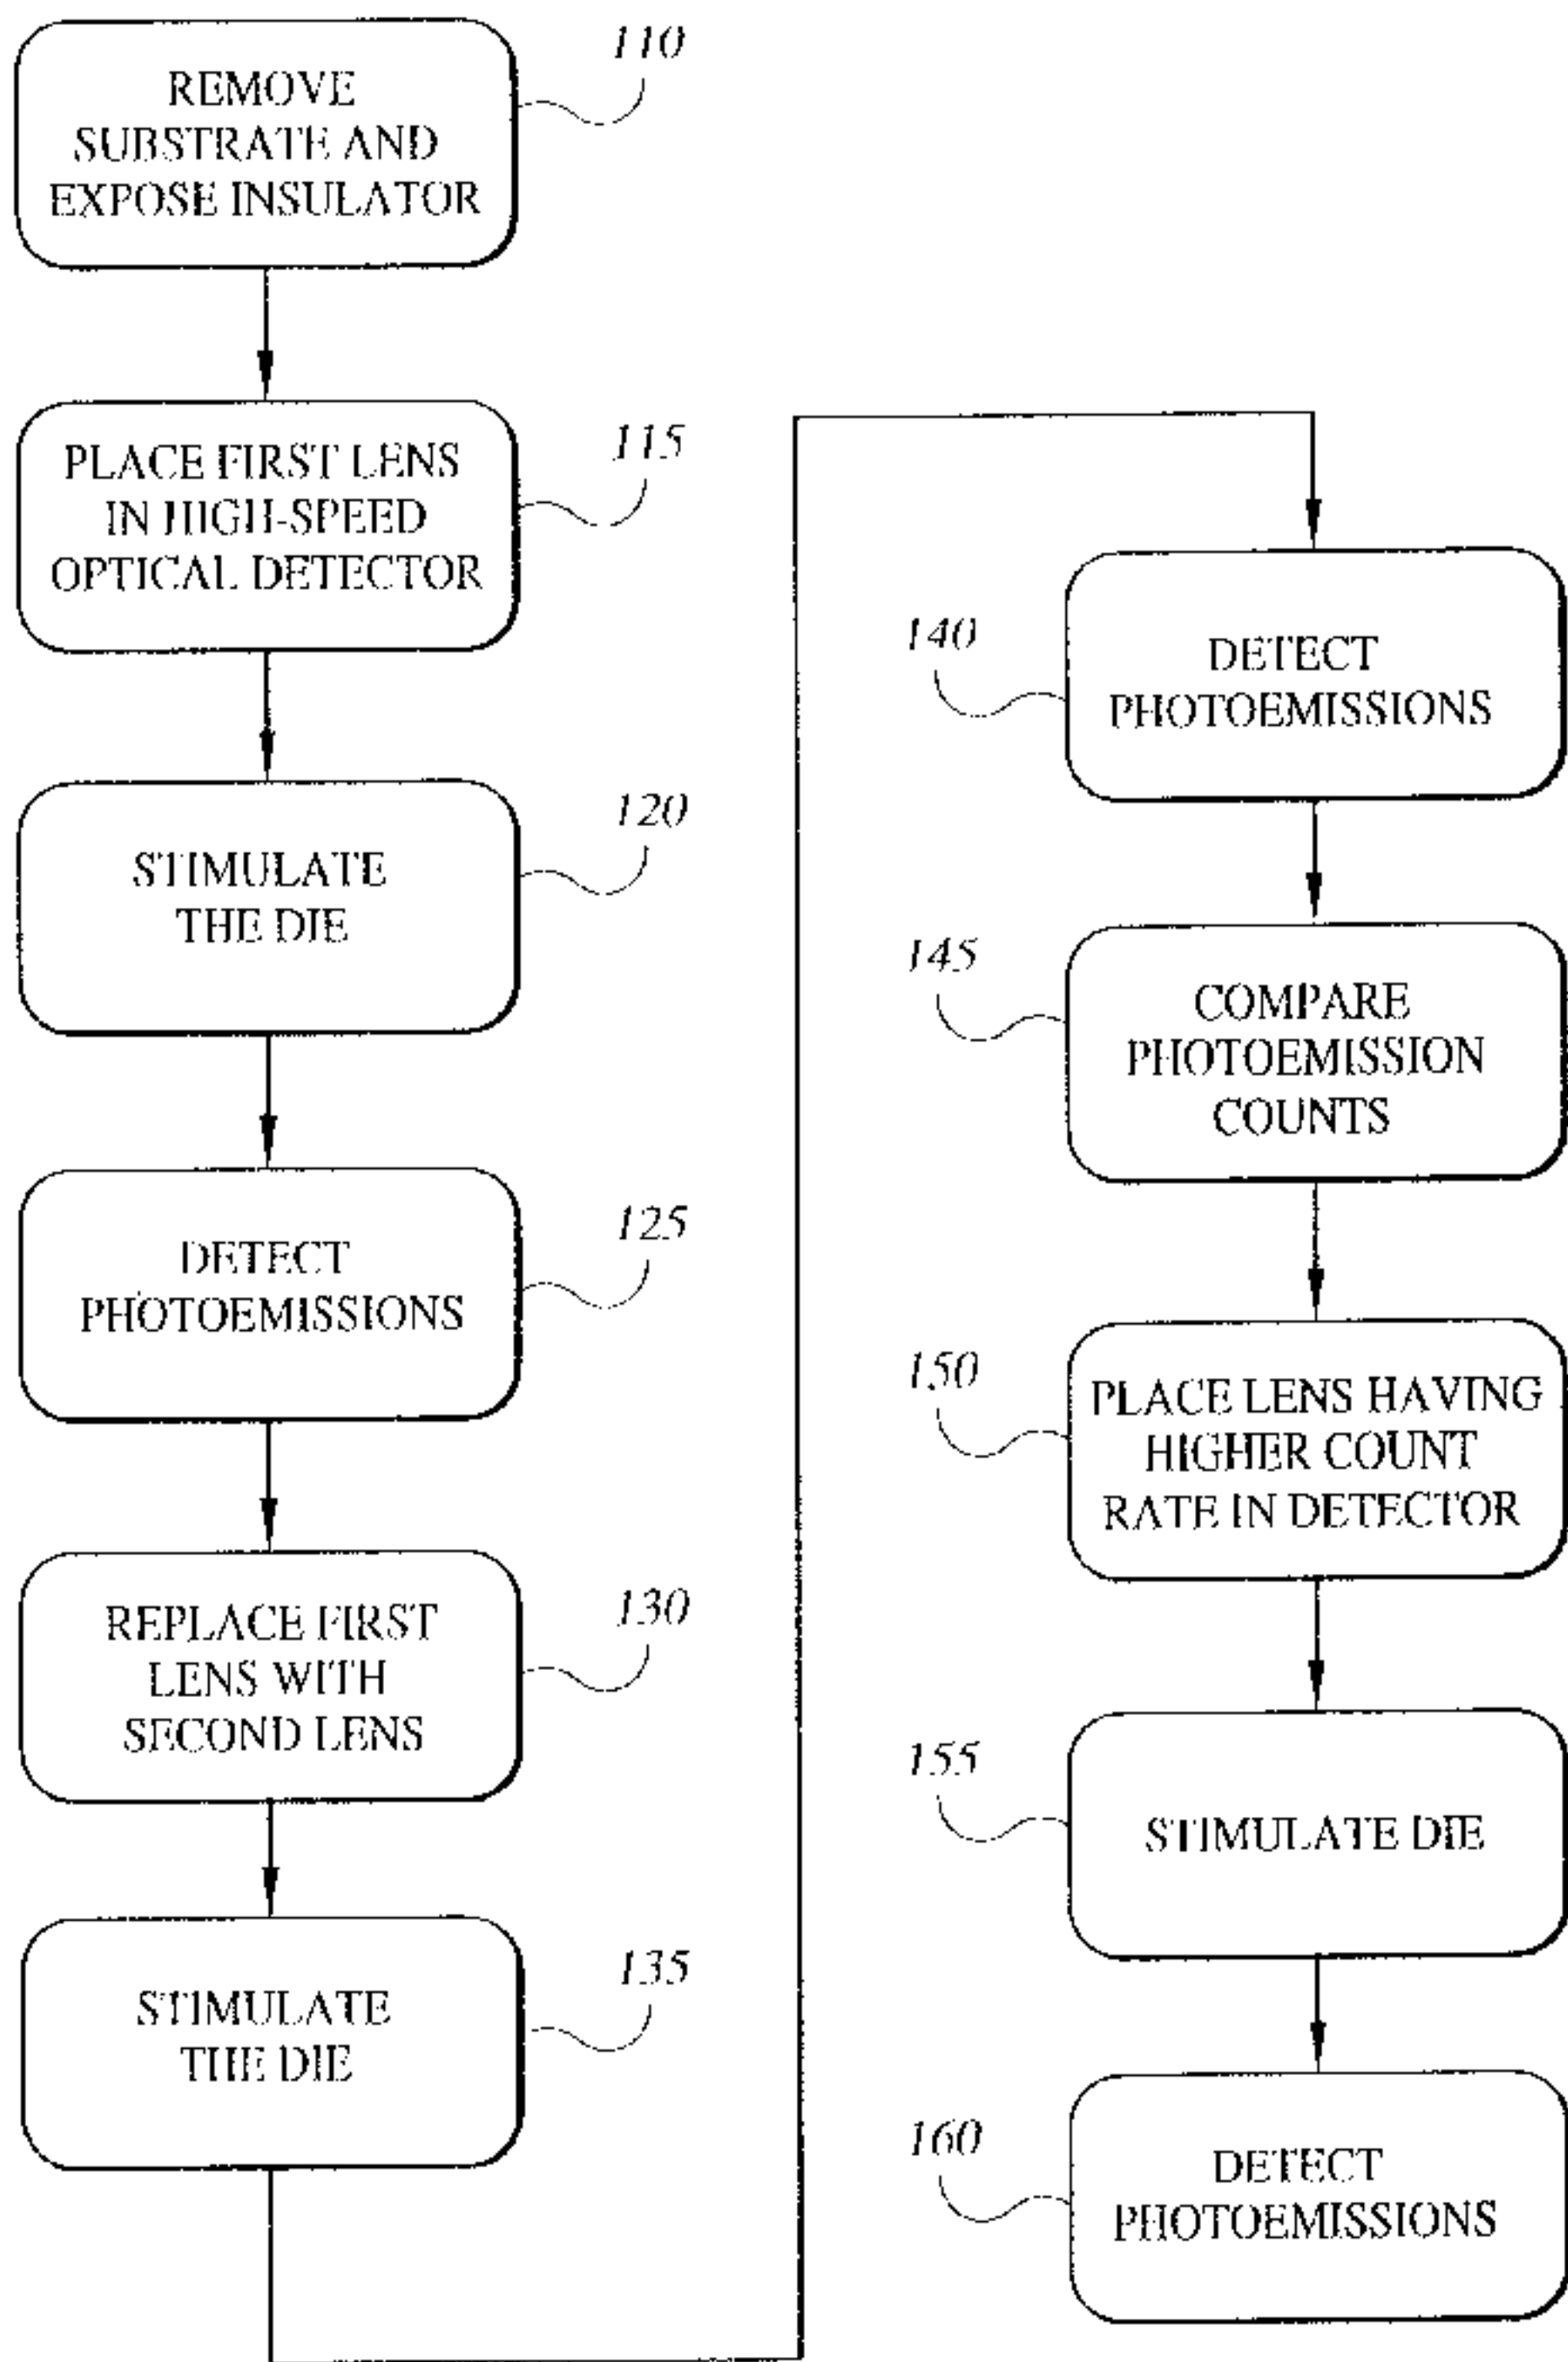 110
REMOVE
SUBSTRATE AND
EXPOSE INSULATOR
115
PLACE FIRST LENS
IN HIGH-SPEED
OPTICAL DETECTOR
120
STIMULATE
THE DIE
125
DETECT
PHOTOEMISSIONS
130
REPLACE FIRST
LENS WITH
SECOND LENS
135
STIMULATE
THE DIE
140
DETECT
PHOTOEMISSIONS
145
COMPARE
PHOTOEMISSION
COUNTS
150
PLACE LENS HAVING
HIGHER COUNT
RATE IN DETECTOR
155
STIMULATE DIE
160
DETECT
PHOTOEMISSIONS